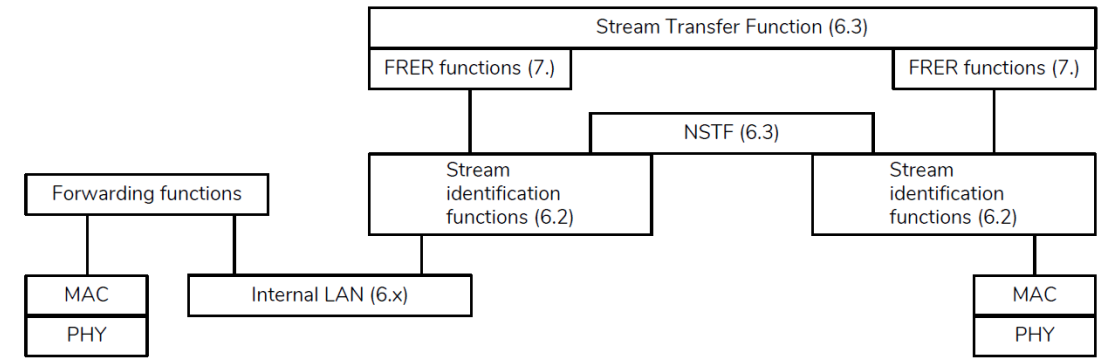 Stream Transfer Function (6.3)
FRER functions (7.)
FRER functions (7.)
NSTF (6.3)
Stream
identification
functions (6.2)
Stream
identification
functions (6.2)
Forwarding functions
MAC
PHY
Internal LAN (6.x)
MAC
PHY